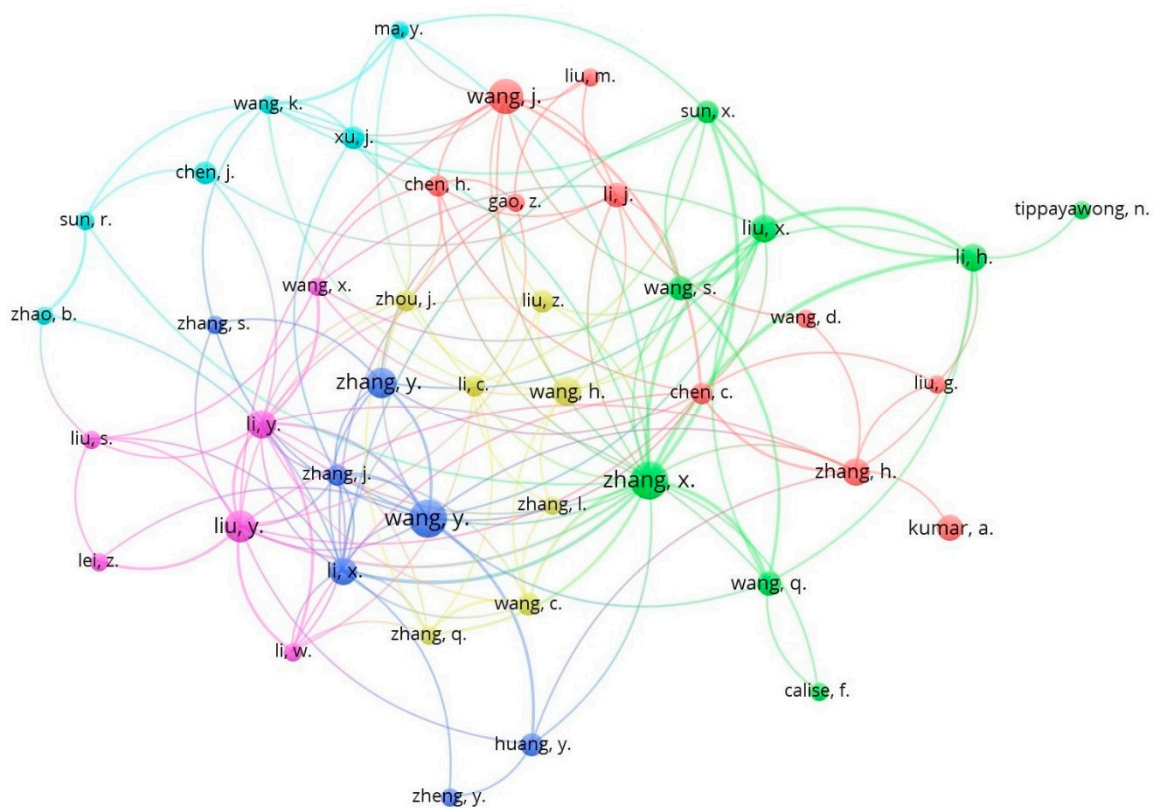 ma, y.
liu, m.
wang, j.
wang, k.
sun, x.
xu, j.
chen, j.
chen, h.
gao, z.
li, j.
tippayawong, n.
sun, r.
liu, x.
li, h.
wang, x.
zhou, j.
liu, z.
wang, s.
zhao, b.
zhang, s.
wang, d.
zhang, y.
li, c.
wang, h.
chen, c.
liu, g.
liu, s.
li, y.
zhang, j.
zhang, x.
zhang, h.
liu, y.
wang, y.
zhang, l.
kumar, a.
lei, z.
li, x.
wang, q.
wang, c.
zhang, q.
li, w.
calise, f.
huang, y.
zheng, y.